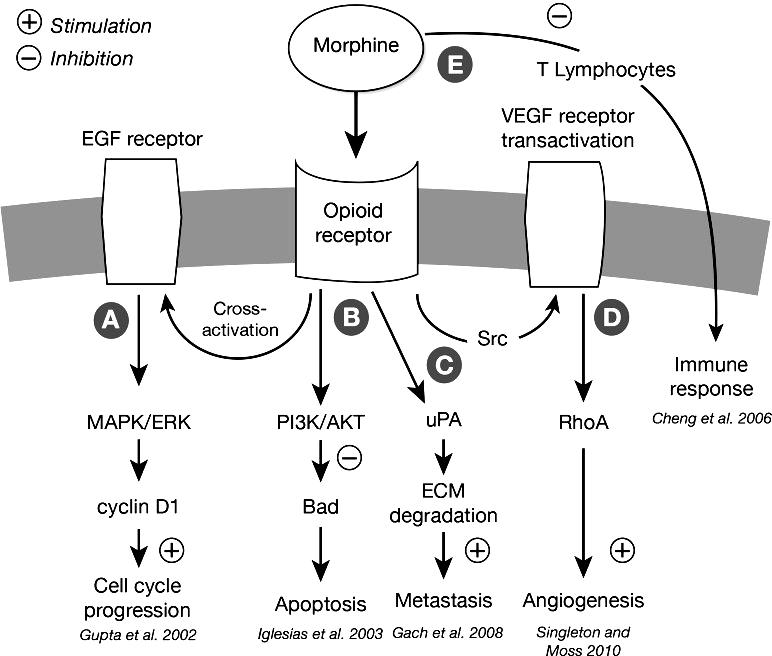 + Stimulation
− Inhibition
Morphine
−
E
T Lymphocytes
EGF receptor
VEGF receptor
transactivation
Opioid
receptor
A
Cross-
activation
B
C
Src
D
Immune
response
Cheng et al. 2006
MAPK/ERK
PI3K/AKT
uPA
RhoA
−
cyclin D1
Bad
ECM
degradation
+
+
+
Cell cycle
progression
Gupta et al. 2002
Apoptosis
Iglesias et al. 2003
Metastasis
Gach et al. 2008
Angiogenesis
Singleton and
Moss 2010